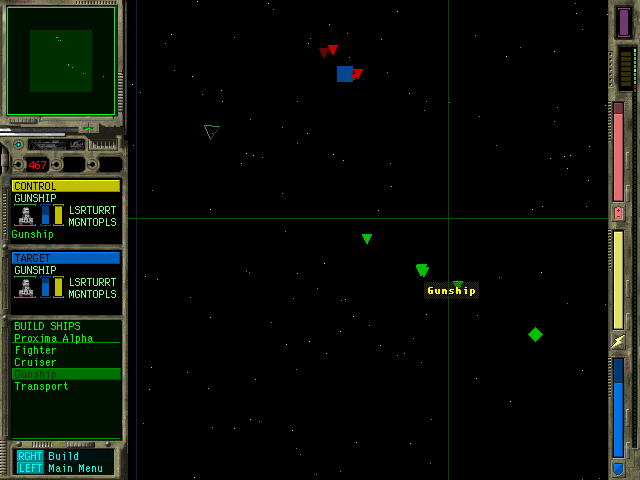 467
CONTROL
GUNSHIP
LSRTURRT
MGNTOPLS
Gunship
TARGET
GUNSHIP
LSRTURRT
MGNTOPLS
BUILD SHIPS
Proxima Alpha
Fighter
Cruiser
Gunship
Transport
RGHT Build
LEFT Main Menu
Gunship